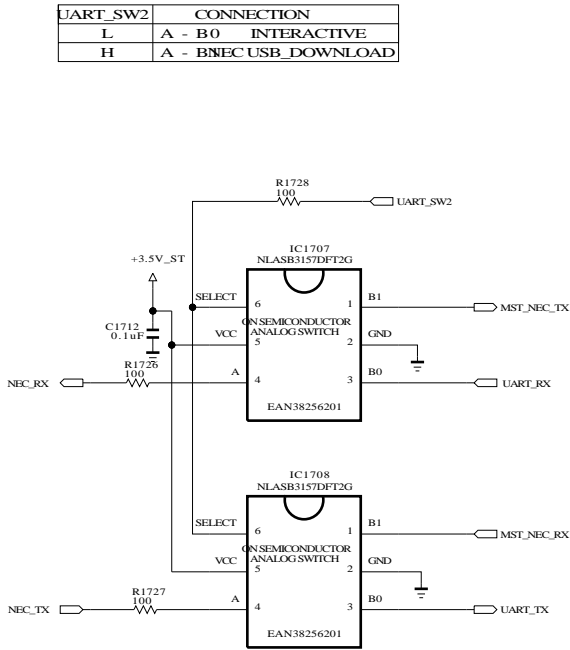 UART_SW2 CONNECTION
L A - B0 INTERACTIVE
H A - B1 NEC USB_DOWNLOAD
R1728
100
UART_SW2
IC1707
NLASB3157DFT2G
+3.5V_ST
SELECT 6 1 B1 MST_NEC_TX
ON SEMICONDUCTOR
C1712
0.1uF
VCC 5 ANALOG SWITCH 2 GND
R1726
100
NEC_RX A 4 3 B0 UART_RX
EAN38256201
IC1708
NLASB3157DFT2G
SELECT 6 1 B1 MST_NEC_RX
ON SEMICONDUCTOR
VCC 5 ANALOG SWITCH 2 GND
R1727
100
NEC_TX A 4 3 B0 UART_TX
EAN38256201